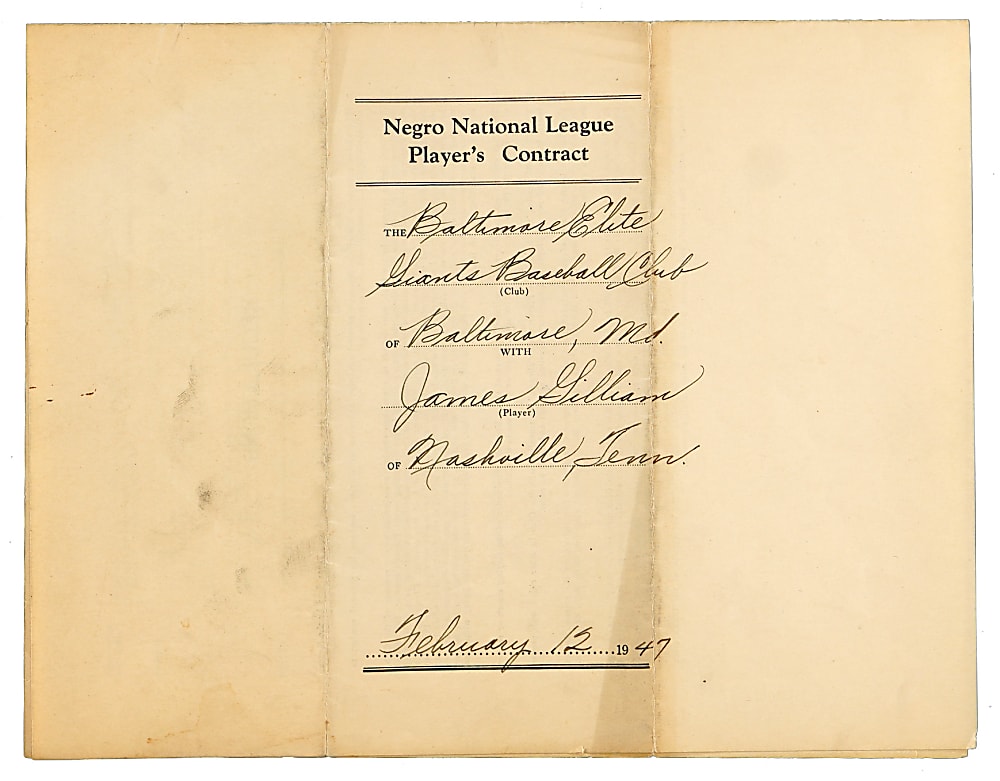 Negro National League
Player's Contract
THE Baltimore Elite
Giants Baseball Club
(Club)
OF Baltimore, Md.
WITH
James Gilliam
(Player)
OF Nashville, Tenn.
February 12 1947